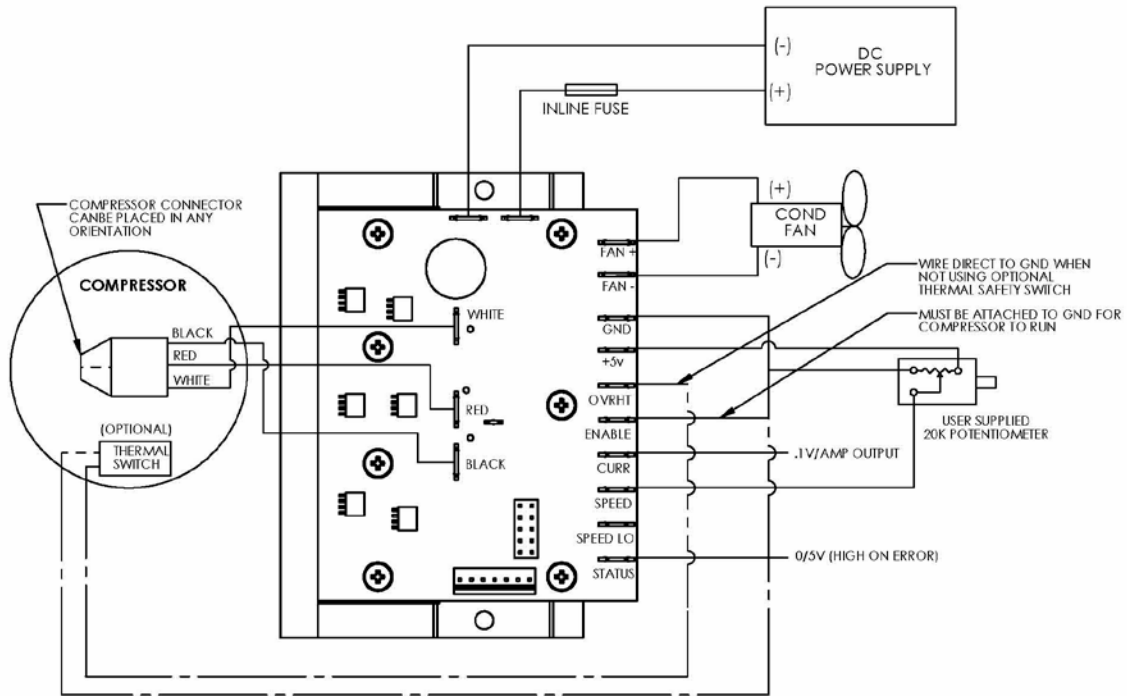 DC
POWER SUPPLY
(-)
(+)
INLINE FUSE
COMPRESSOR CONNECTOR
CANBE PLACED IN ANY
ORIENTATION
COMPRESSOR
BLACK
RED
WHITE
(OPTIONAL)
THERMAL
SWITCH
WHITE
RED
BLACK
FAN +
FAN -
GND
+5v
OVRHT
ENABLE
CURR
SPEED
SPEED LO
STATUS
(+)
COND
FAN
(-)
WIRE DIRECT TO GND WHEN
NOT USING OPTIONAL
THERMAL SAFETY SWITCH
MUST BE ATTACHED TO GND FOR
COMPRESSOR TO RUN
USER SUPPLIED
20K POTENTIOMETER
.1V/AMP OUTPUT
0/5V (HIGH ON ERROR)